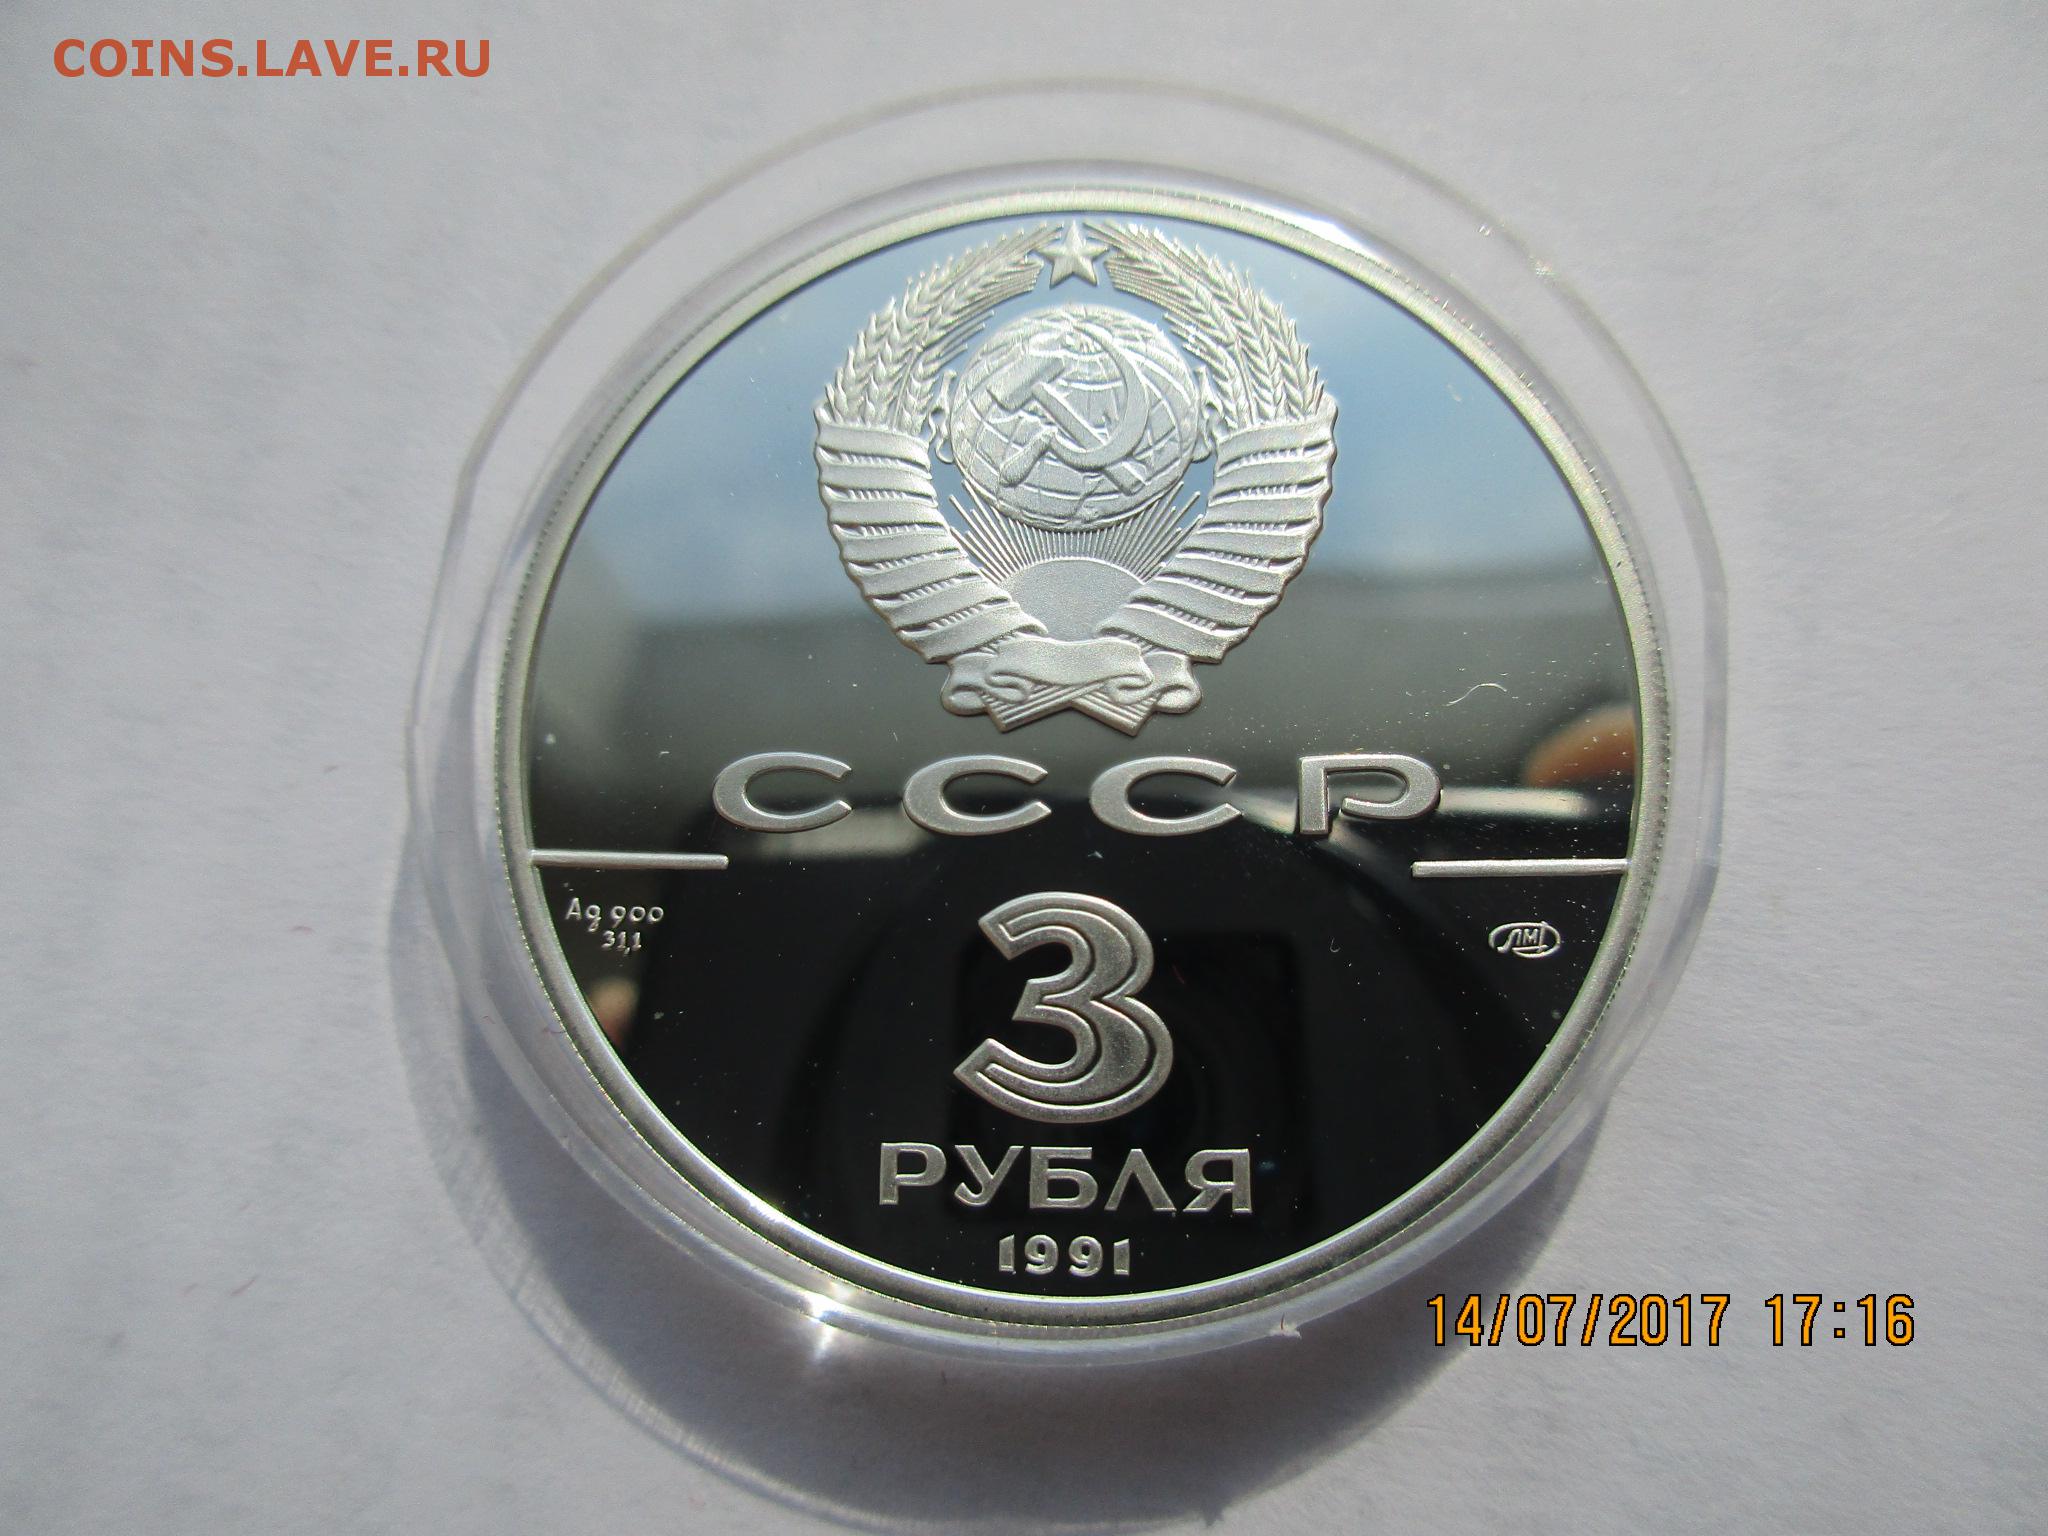 COINS.LAVE.RU
СССР
Ag 900
31,1
ЛМД
3
РУБЛЯ
1991
14/07/2017 17:16